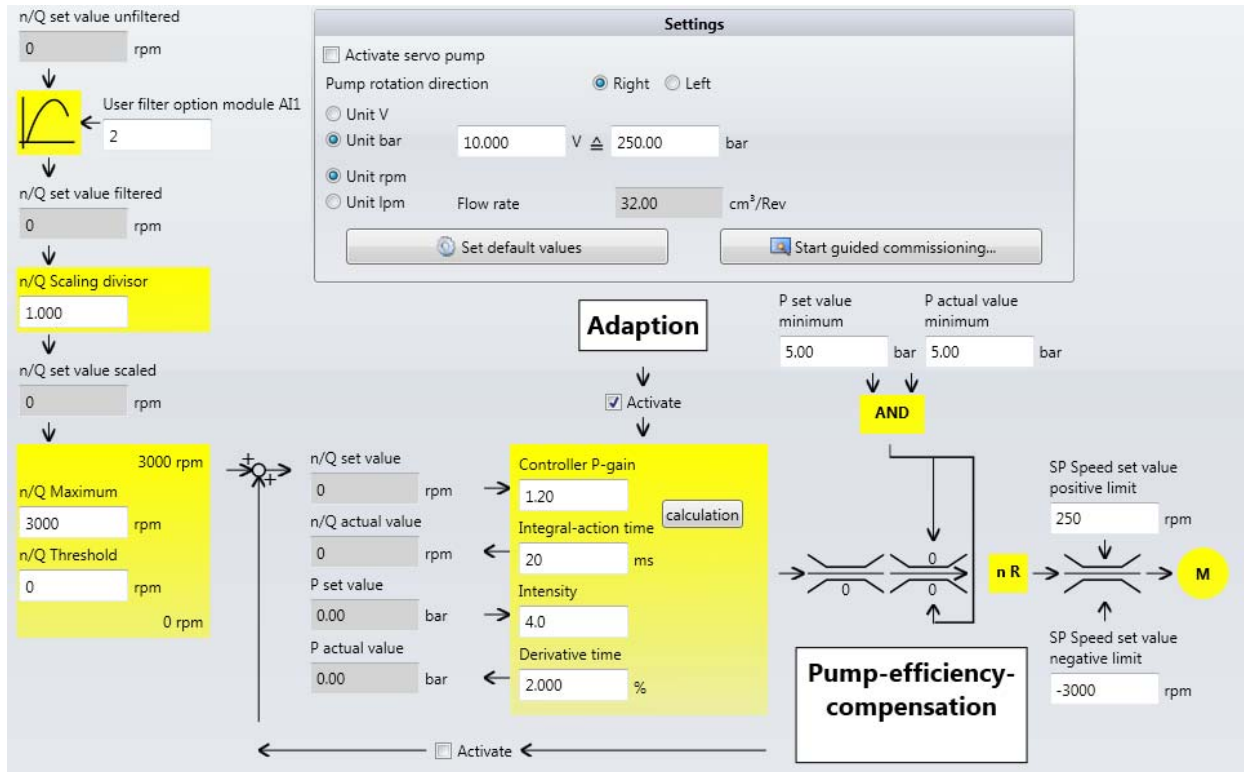 n/Q set value unfiltered
0 rpm
User filter option module AI1
2
n/Q set value filtered
0 rpm
n/Q Scaling divisor
1.000
n/Q set value scaled
0 rpm
3000 rpm
n/Q Maximum
3000 rpm
n/Q Threshold
0 rpm
0 rpm
Settings
Activate servo pump
Pump rotation direction Right Left
Unit V
Unit bar 10.000 V ≙ 250.00 bar
Unit rpm
Unit lpm Flow rate 32.00 cm³/Rev
Set default values Start guided commissioning...
Adaption
Activate
P set value
minimum
5.00 bar
P actual value
minimum
5.00 bar
AND
+
+
n/Q set value
0 rpm
n/Q actual value
0 rpm
P set value
0.00 bar
P actual value
0.00 bar
Controller P-gain
1.20
calculation
Integral-action time
20 ms
Intensity
4.0
Derivative time
2.000 %
0
0
0
n R
SP Speed set value
positive limit
250 rpm
M
SP Speed set value
negative limit
-3000 rpm
Pump-efficiency-
compensation
Activate